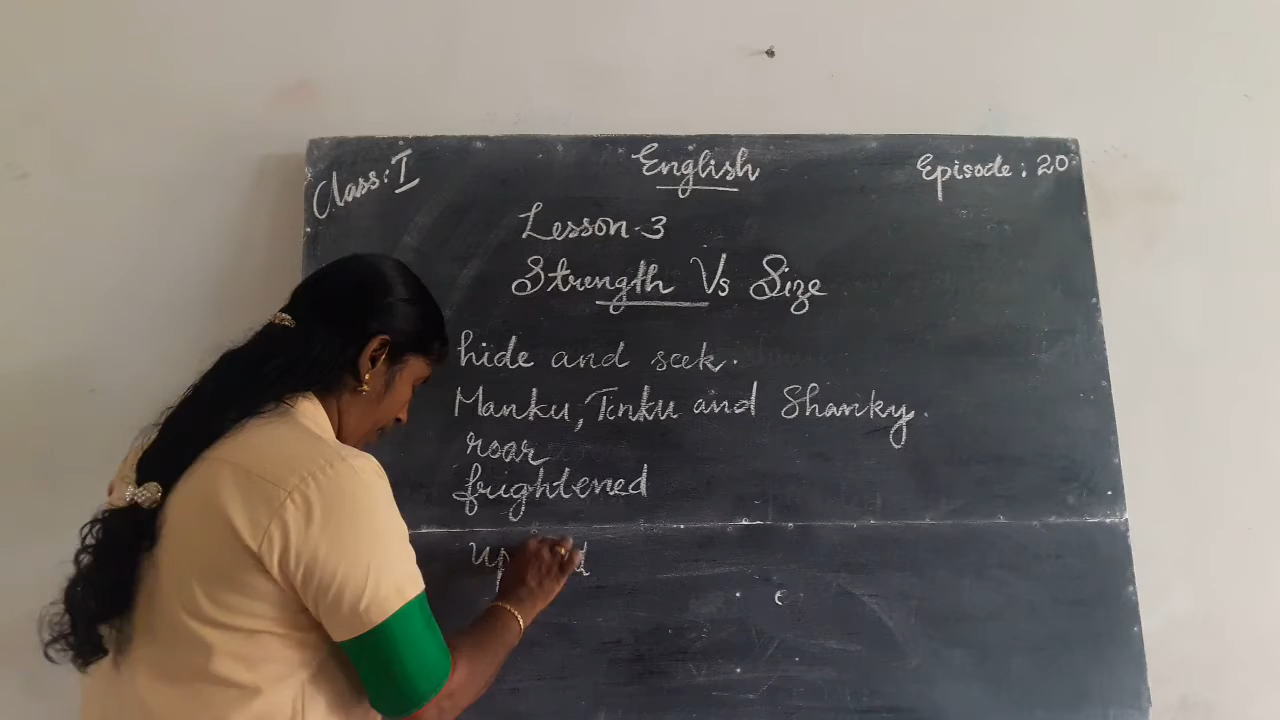 Class: I
English
Episode: 20
Lesson-3
Strength Vs Size
hide and seek.
Manku, Tinku and Shanky.
roar
frightened